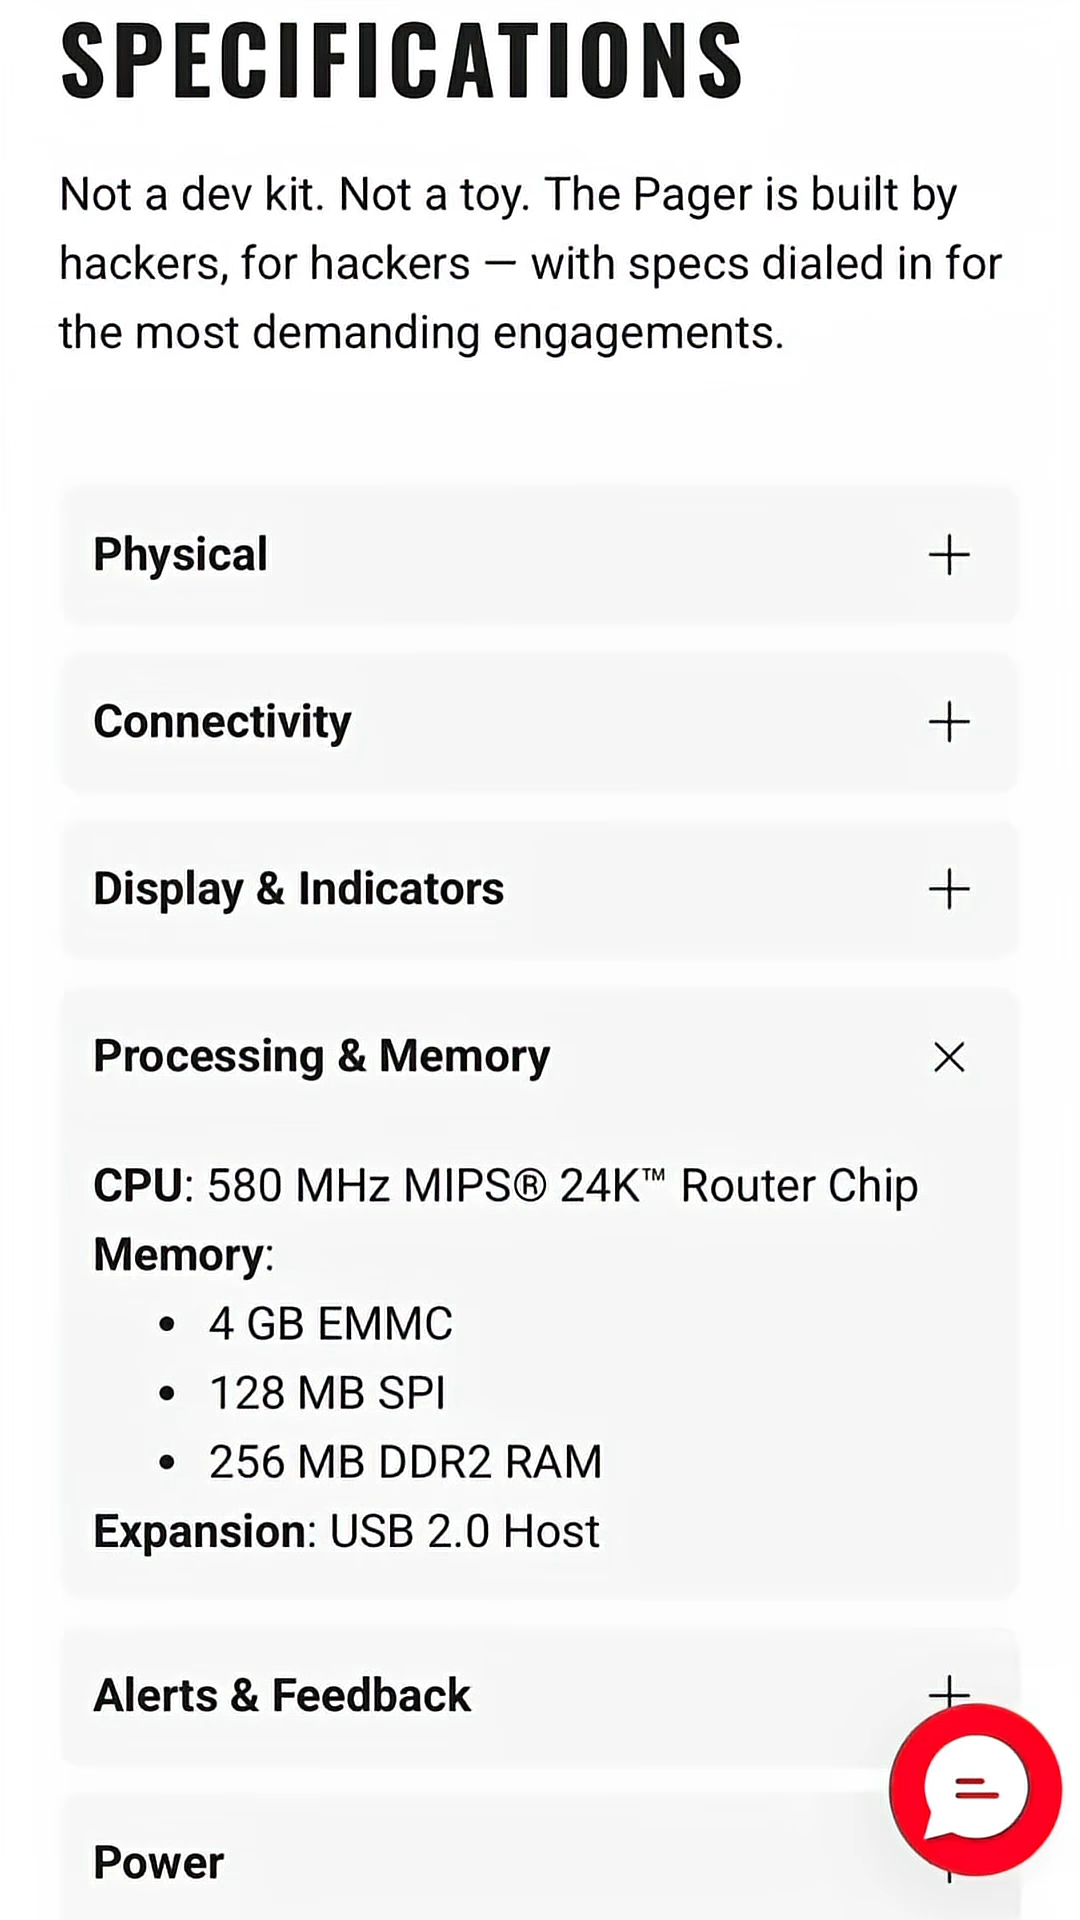 SPECIFICATIONS
Not a dev kit. Not a toy. The Pager is built by
hackers, for hackers — with specs dialed in for
the most demanding engagements.
Physical
Connectivity
Display & Indicators
Processing & Memory
CPU: 580 MHz MIPS® 24K™ Router Chip
Memory:
• 4 GB EMMC
• 128 MB SPI
• 256 MB DDR2 RAM
Expansion: USB 2.0 Host
Alerts & Feedback
Power